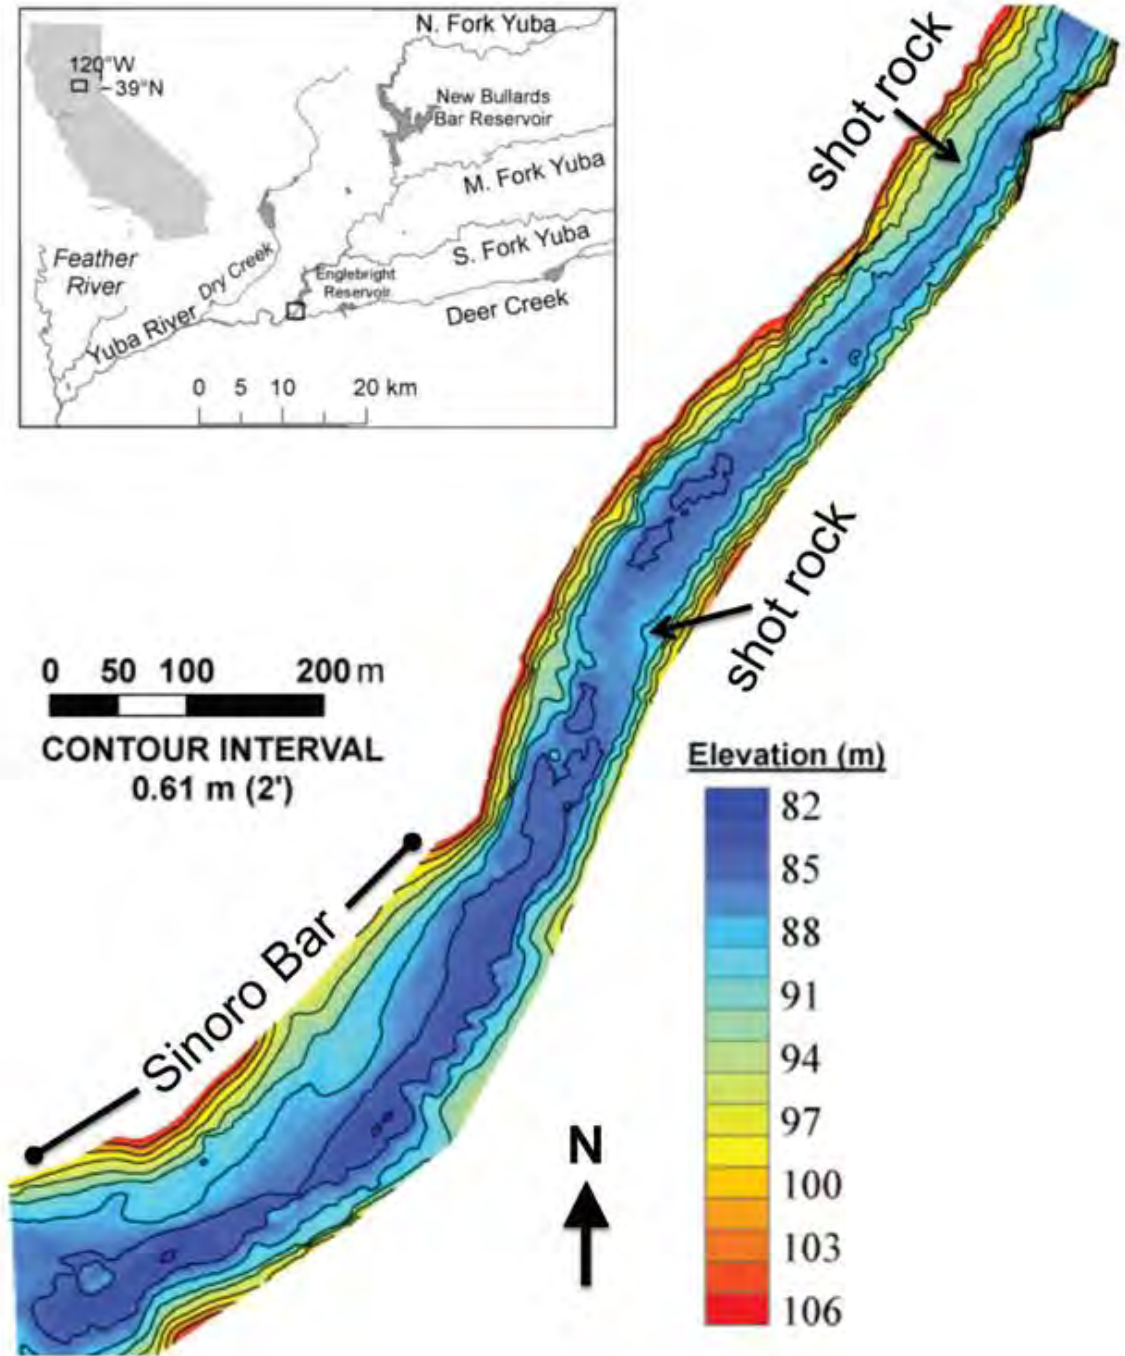 N. Fork Yuba
120°W
39°N
New Bullards
Bar Reservoir
M. Fork Yuba
S. Fork Yuba
Feather
River
Dry Creek
Englebright
Reservoir
Yuba River
Deer Creek
0 5 10 20 km
shot rock
shot rock
0 50 100 200 m
CONTOUR INTERVAL
0.61 m (2')
Elevation (m)
82
85
88
91
94
97
100
103
106
Sinoro Bar
N